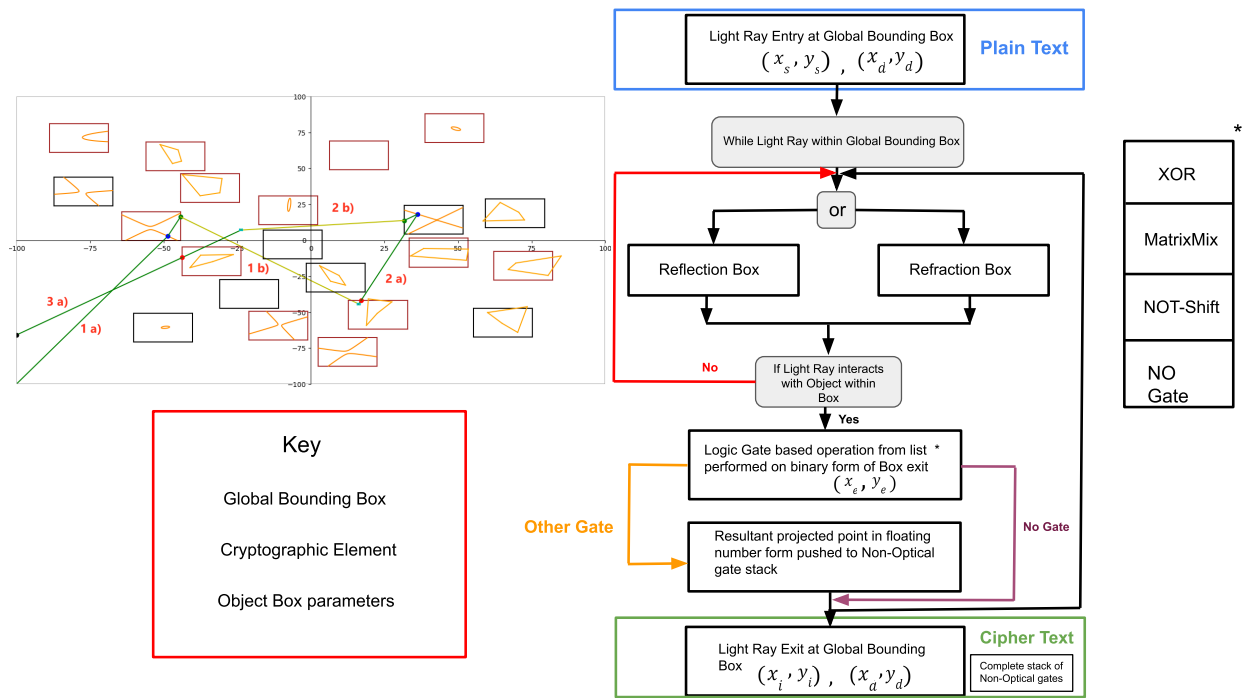 100
75
50
25
0
−25
−50
−75
−100
−100
−75
−50
−25
0
25
50
75
100
1 a)
1 b)
2 a)
2 b)
3 a)
Key
Global Bounding Box
Cryptographic Element
Object Box parameters
Plain Text
Light Ray Entry at Global Bounding Box
(x_s, y_s) , (x_d, y_d)
While Light Ray within Global Bounding Box
or
Reflection Box
Refraction Box
If Light Ray interacts
with Object within
Box
No
Yes
Logic Gate based operation from list *
performed on binary form of Box exit
(x_e, y_e)
Other Gate
No Gate
Resultant projected point in floating
number form pushed to Non-Optical
gate stack
Cipher Text
Light Ray Exit at Global Bounding
Box (x_i, y_i) , (x_a, y_d)
Complete stack of
Non-Optical gates
*
XOR
MatrixMix
NOT-Shift
NO
Gate